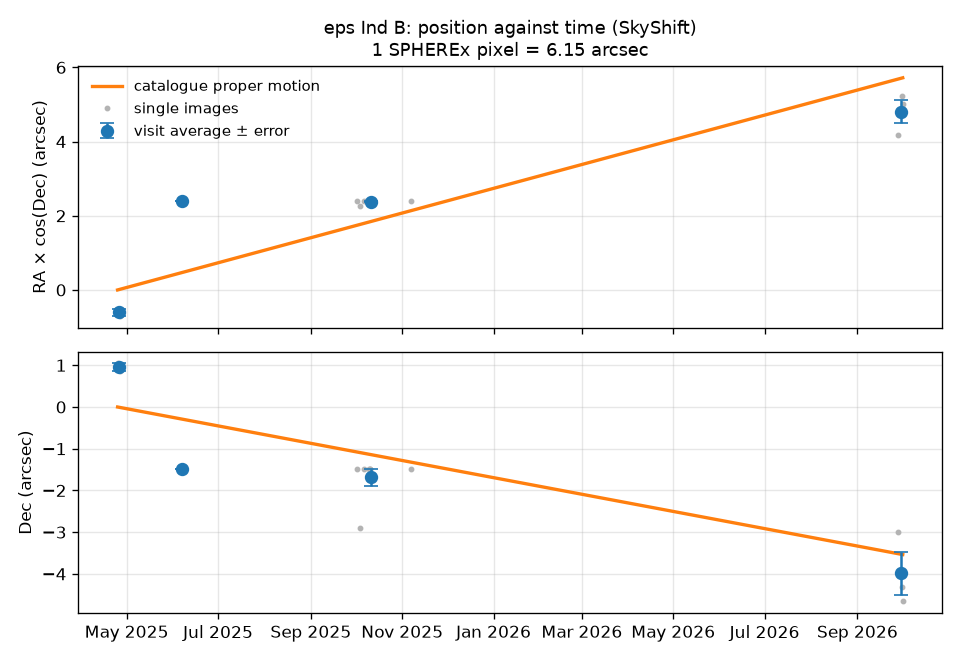 eps Ind B: position against time (SkyShift)
1 SPHEREx pixel = 6.15 arcsec
RA × cos(Dec) (arcsec)
6
4
2
0
catalogue proper motion
single images
visit average ± error
Dec (arcsec)
1
0
−1
−2
−3
−4
May 2025 Jul 2025 Sep 2025 Nov 2025 Jan 2026 Mar 2026 May 2026 Jul 2026 Sep 2026